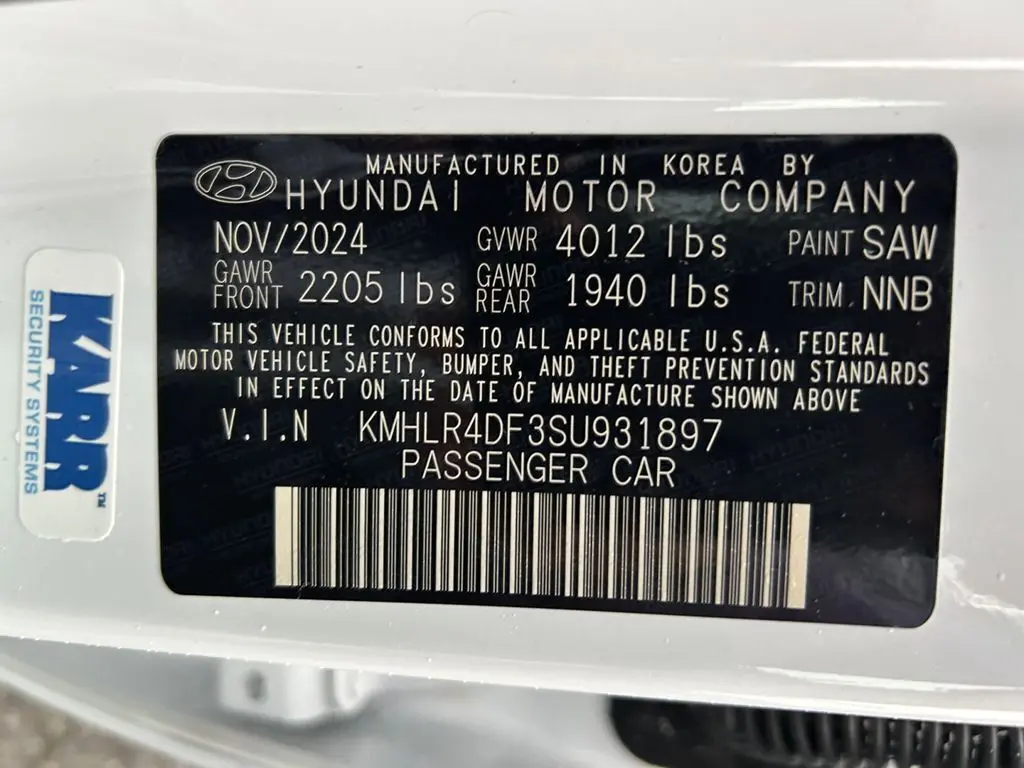 MANUFACTURED IN KOREA BY
HYUNDAI MOTOR COMPANY
NOV/2024 GVWR 4012 lbs PAINT SAW
GAWR FRONT 2205 lbs GAWR REAR 1940 lbs TRIM. NNB
THIS VEHICLE CONFORMS TO ALL APPLICABLE U.S.A. FEDERAL
MOTOR VEHICLE SAFETY, BUMPER, AND THEFT PREVENTION STANDARDS
IN EFFECT ON THE DATE OF MANUFACTURE SHOWN ABOVE
V.I.N KMHLR4DF3SU931897
PASSENGER CAR
KARR™
SECURITY SYSTEMS